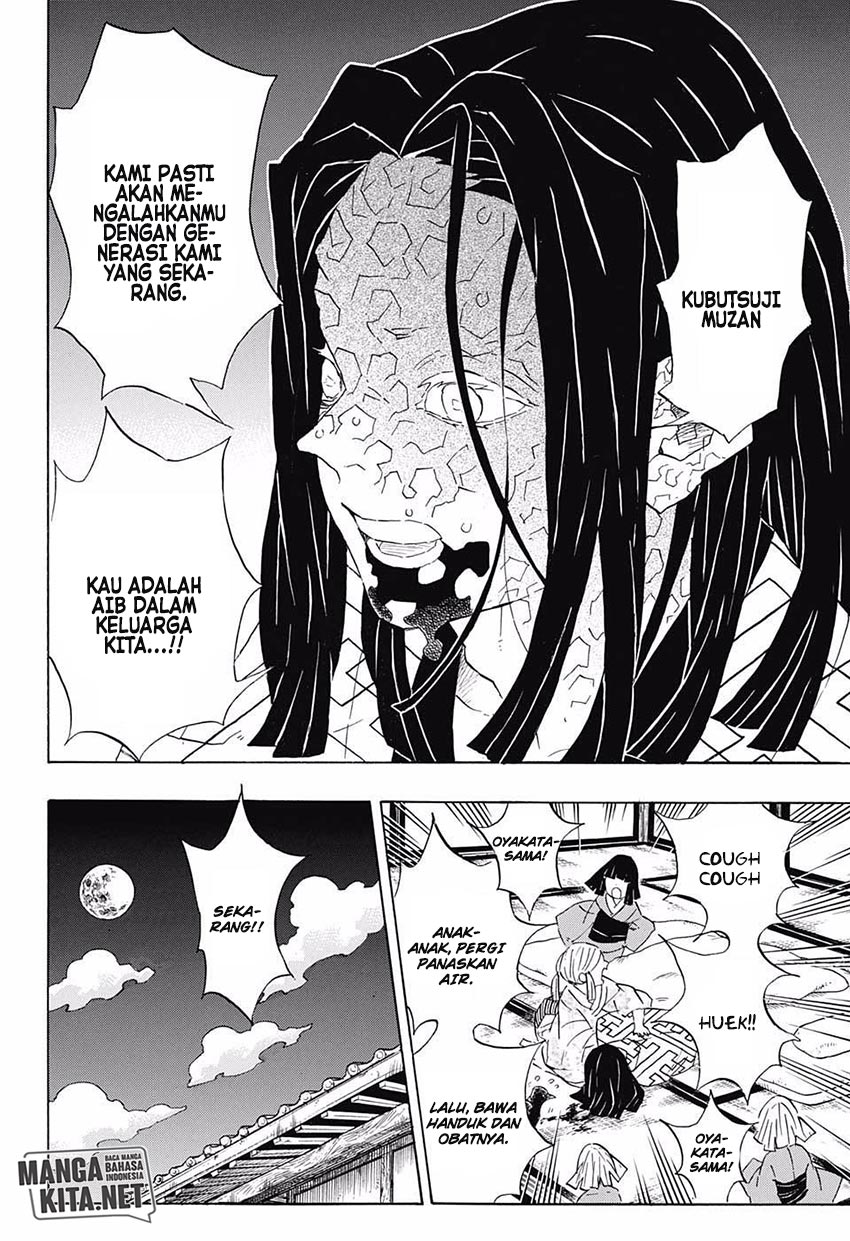 KUBUTSUJI
MUZAN
KAMI PASTI
AKAN ME-
NGALAHKANMU
DENGAN GE-
NERASI KAMI
YANG SEKA-
RANG.
KAU ADALAH
AIB DALAM
KELUARGA
KITA...!!
COUGH
COUGH
OYAKATA-
SAMA!
ANAK-
ANAK, PERGI
PANASKAN
AIR.
HUEK!!
LALU, BAWA
HANDUK DAN
OBATNYA.
OYA-
KATA-
SAMA!
SEKA-
RANG!!
MANGA
KITA.NET
BACA MANGA
BAHASA
INDONESIA